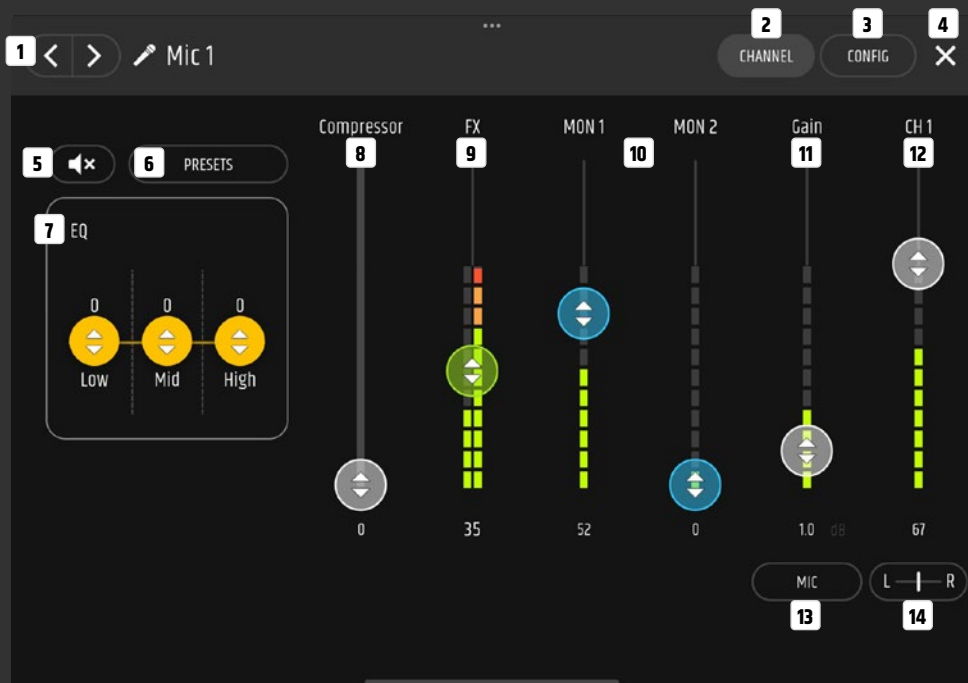 1
Mic 1
2
CHANNEL
3
CONFIG
4
5
6 PRESETS
7 EQ
0 0 0
Low Mid High
Compressor FX MON 1 MON 2 Gain CH 1
8 9 10 11 12
0 35 52 0 1.0 dB 67
MIC L R
13 14